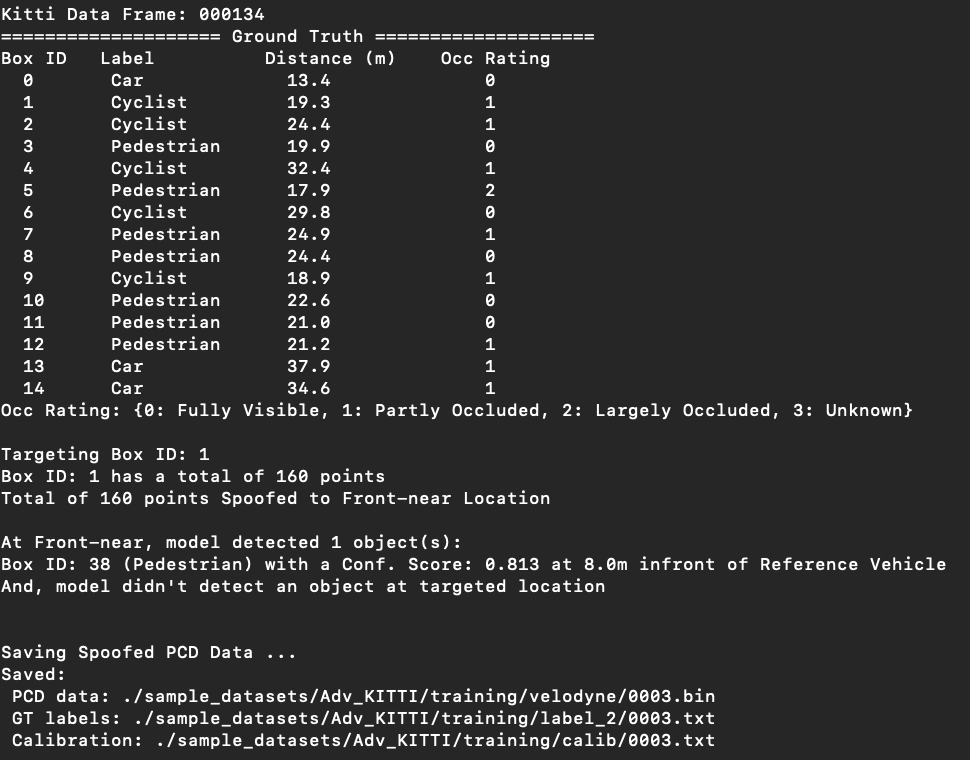 Kitti Data Frame: 000134
==================== Ground Truth ====================
Box ID   Label          Distance (m)    Occ Rating
  0       Car             13.4              0
  1       Cyclist         19.3              1
  2       Cyclist         24.4              1
  3       Pedestrian      19.9              0
  4       Cyclist         32.4              1
  5       Pedestrian      17.9              2
  6       Cyclist         29.8              0
  7       Pedestrian      24.9              1
  8       Pedestrian      24.4              0
  9       Cyclist         18.9              1
  10      Pedestrian      22.6              0
  11      Pedestrian      21.0              0
  12      Pedestrian      21.2              1
  13      Car             37.9              1
  14      Car             34.6              1
Occ Rating: {0: Fully Visible, 1: Partly Occluded, 2: Largely Occluded, 3: Unknown}
Targeting Box ID: 1
Box ID: 1 has a total of 160 points
Total of 160 points Spoofed to Front-near Location
At Front-near, model detected 1 object(s):
Box ID: 38 (Pedestrian) with a Conf. Score: 0.813 at 8.0m infront of Reference Vehicle
And, model didn't detect an object at targeted location
Saving Spoofed PCD Data ...
Saved:
 PCD data: ./sample_datasets/Adv_KITTI/training/velodyne/0003.bin
 GT labels: ./sample_datasets/Adv_KITTI/training/label_2/0003.txt
 Calibration: ./sample_datasets/Adv_KITTI/training/calib/0003.txt